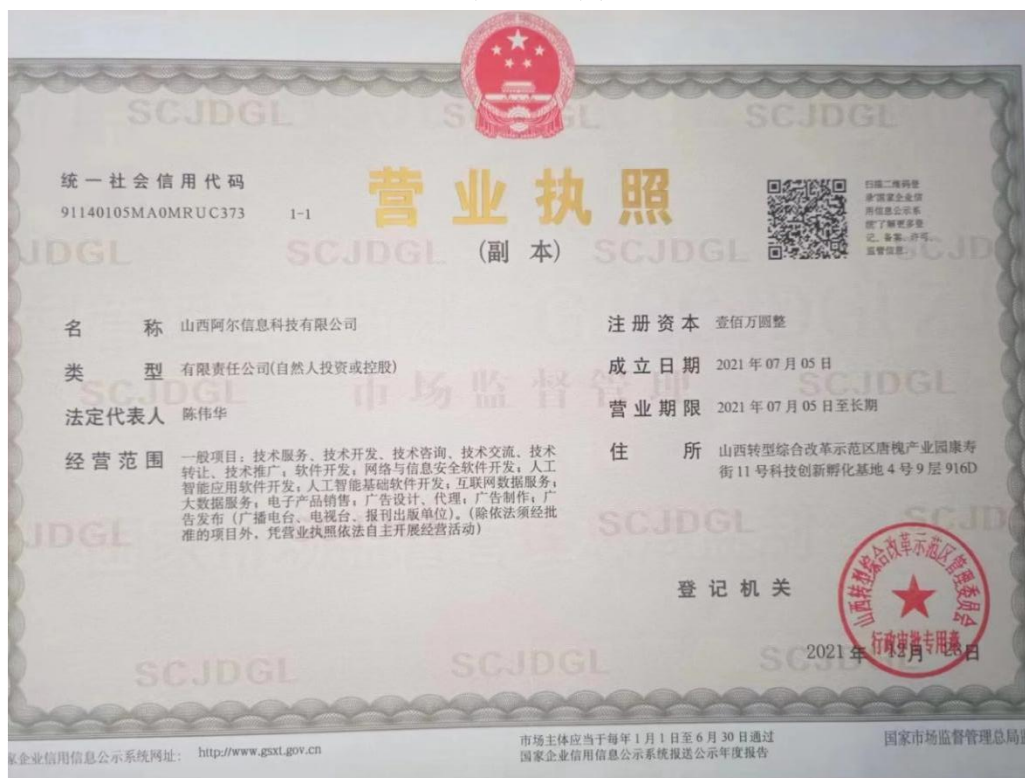 统一社会信用代码
91140105MA0MRUC373 1-1
营业执照
(副 本)
扫描二维码登
录"国家企业信
用信息公示系
统"了解更多登
记、备案、许可、
监管信息。
名 称 山西阿尔信息科技有限公司
类 型 有限责任公司(自然人投资或控股)
法定代表人 陈伟华
经营范围 一般项目：技术服务、技术开发、技术咨询、技术交流、技术
转让、技术推广；软件开发；网络与信息安全软件开发；人工
智能应用软件开发；人工智能基础软件开发；互联网数据服务；
大数据服务；电子产品销售；广告设计、代理；广告制作；广
告发布（广播电台、电视台、报刊出版单位）。（除依法须经批
准的项目外，凭营业执照依法自主开展经营活动）
注册资本 壹佰万圆整
成立日期 2021年07月05日
营业期限 2021年07月05日至长期
住 所 山西转型综合改革示范区唐槐产业园康寿
街11号科技创新孵化基地4号9层916D
登记机关
山西转型综合改革示范区管理委员会
行政审批专用章
2021年 12月 日
SCJDGL
市场监督管理
家企业信用信息公示系统网址： http://www.gsxt.gov.cn
市场主体应当于每年1月1日至6月30日通过
国家企业信用信息公示系统报送公示年度报告
国家市场监督管理总局